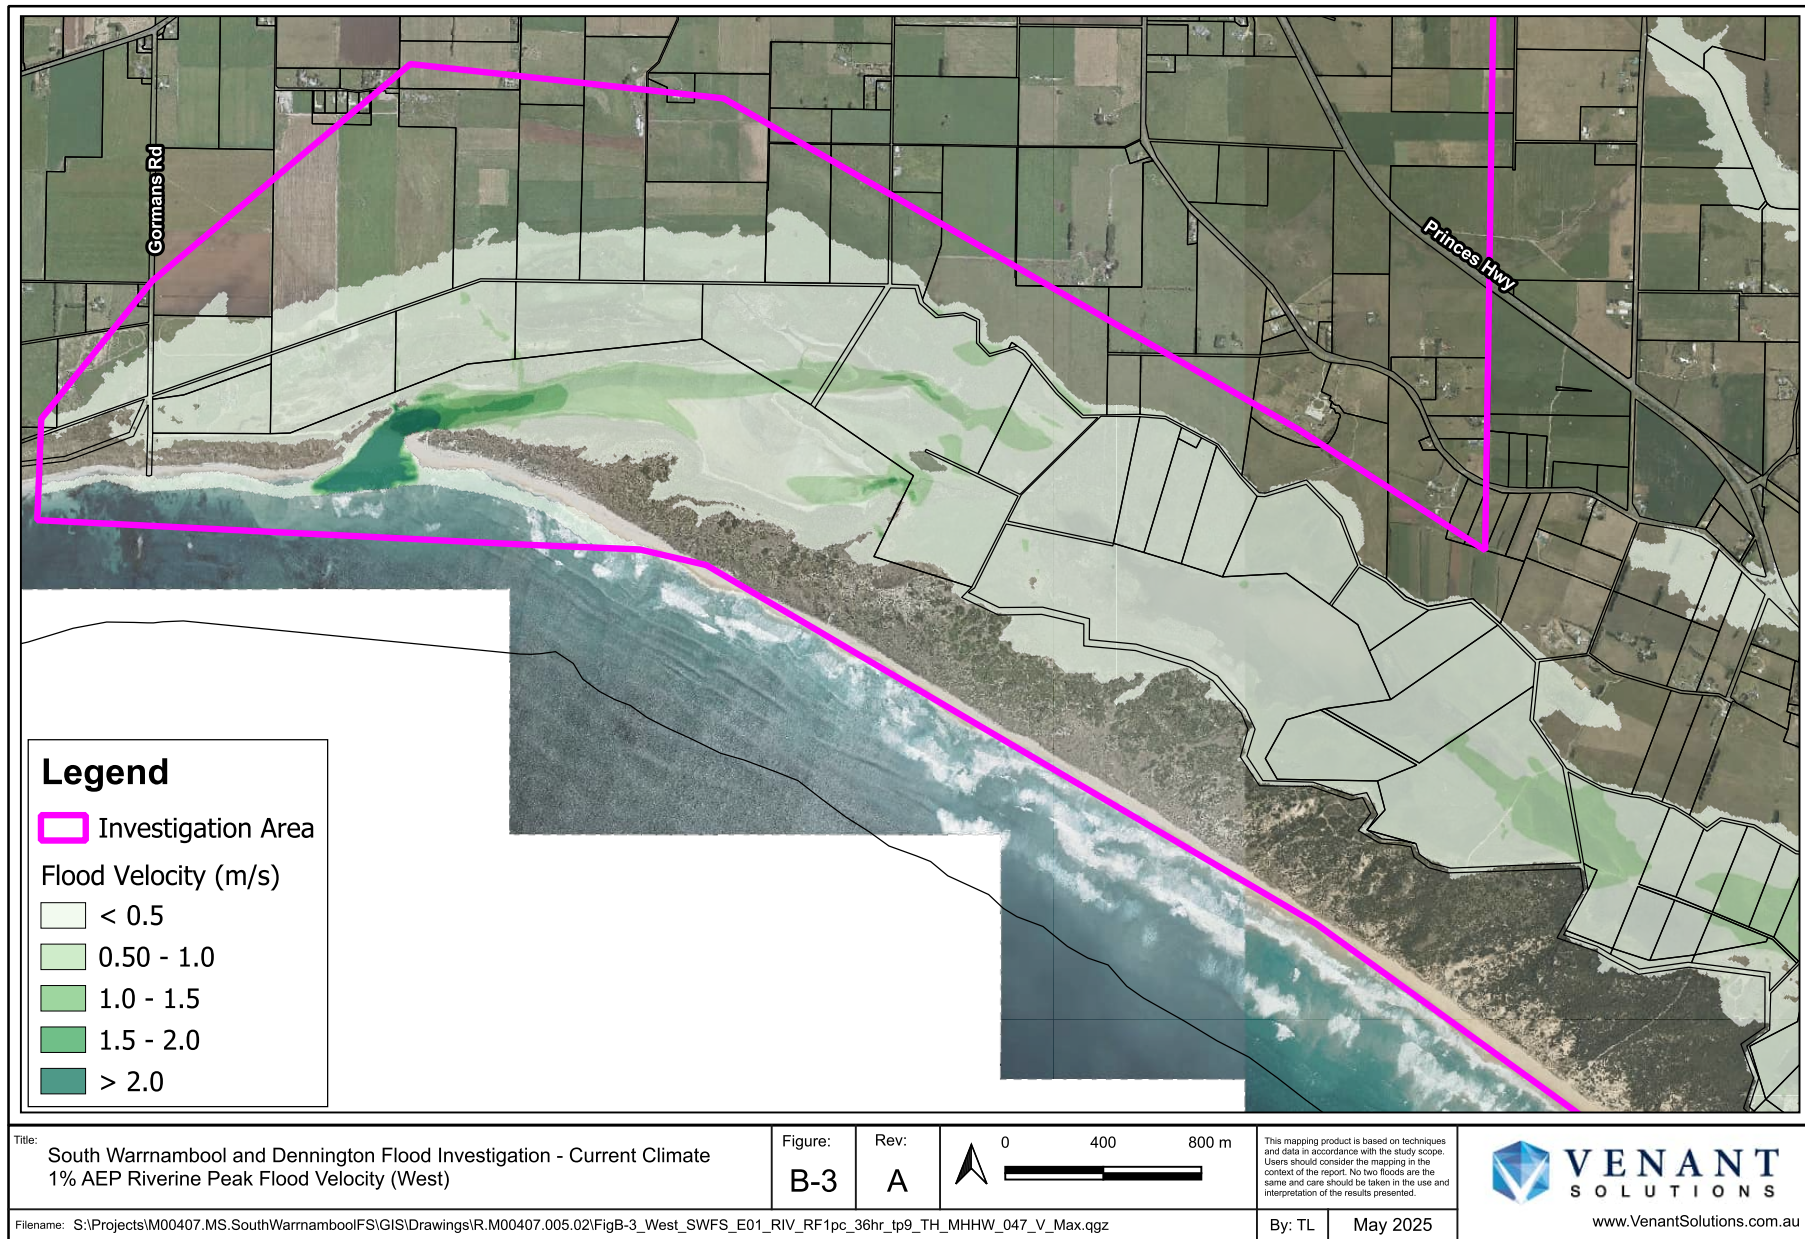 Gormans Rd
Princes Hwy
Legend
Investigation Area
Flood Velocity (m/s)
< 0.5
0.50 - 1.0
1.0 - 1.5
1.5 - 2.0
> 2.0
Title:
South Warrnambool and Dennington Flood Investigation - Current Climate
1% AEP Riverine Peak Flood Velocity (West)
Figure:
B-3
Rev:
A
0 400 800 m
This mapping product is based on techniques
and data in accordance with the study scope.
Users should consider the mapping in the
context of the report. No two floods are the
same and care should be taken in the use and
interpretation of the results presented.
VENANT
SOLUTIONS
www.VenantSolutions.com.au
Filename: S:\Projects\M00407.MS.SouthWarrnamboolFS\GIS\Drawings\R.M00407.005.02\FigB-3_West_SWFS_E01_RIV_RF1pc_36hr_tp9_TH_MHHW_047_V_Max.qgz
By: TL
May 2025